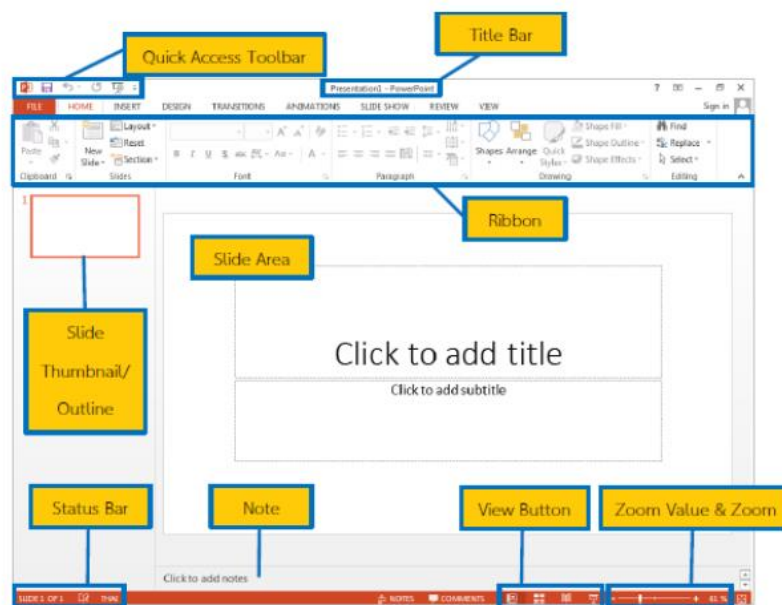 Title Bar
Quick Access Toolbar
Presentation1 - PowerPoint
FILE HOME INSERT DESIGN TRANSITIONS ANIMATIONS SLIDE SHOW REVIEW VIEW Sign in
Paste New Slide Layout Reset Section
Shapes Arrange Quick Styles Shape Fill Shape Outline Shape Effects
Find Replace Select
Clipboard Slides Font Paragraph Drawing Editing
1
Ribbon
Slide Area
Slide
Thumbnail/
Outline
Click to add title
Click to add subtitle
Status Bar
Note
View Button
Zoom Value & Zoom
Click to add notes
SLIDE 1 OF 1 THAI NOTES COMMENTS 61 %